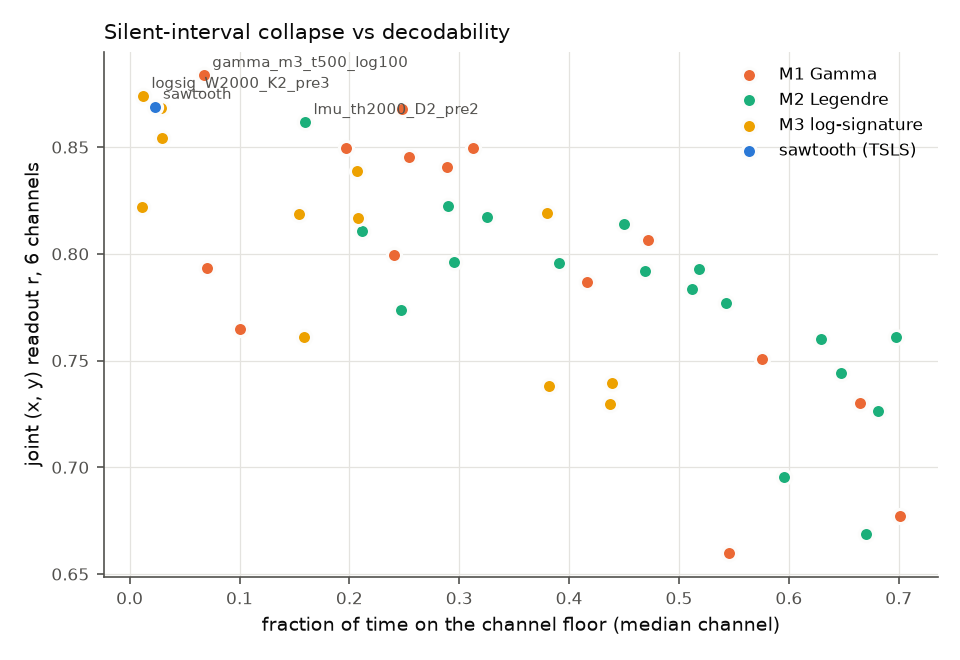 Silent-interval collapse vs decodability
gamma_m3_t500_log100
logsig_W2000_K2_pre3
sawtooth
lmu_th2000_D2_pre2
M1 Gamma
M2 Legendre
M3 log-signature
sawtooth (TSLS)
joint (x, y) readout r, 6 channels
0.85
0.80
0.75
0.70
0.65
0.0 0.1 0.2 0.3 0.4 0.5 0.6 0.7
fraction of time on the channel floor (median channel)